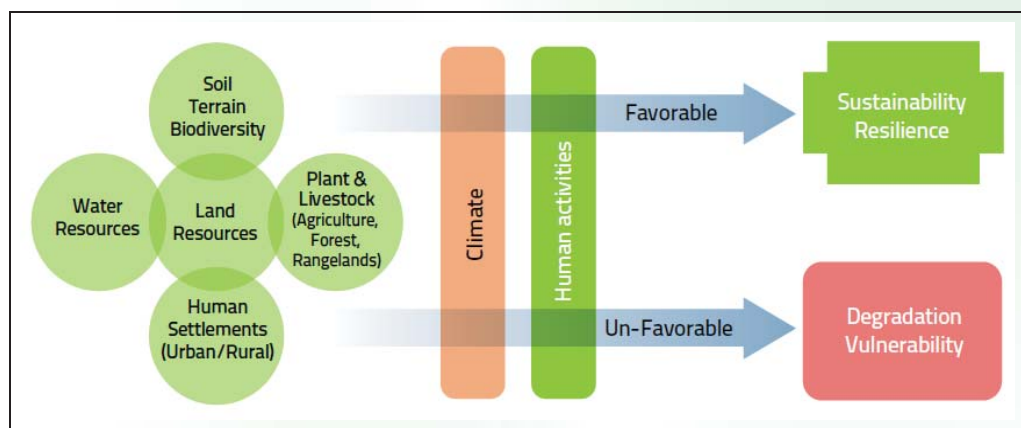 Soil
Terrain
Biodiversity
Water
Resources
Land
Resources
Plant &
Livestock
(Agriculture,
Forest,
Rangelands)
Human
Settlements
(Urban/Rural)
Climate
Human activities
Favorable
Un-Favorable
Sustainability
Resilience
Degradation
Vulnerability